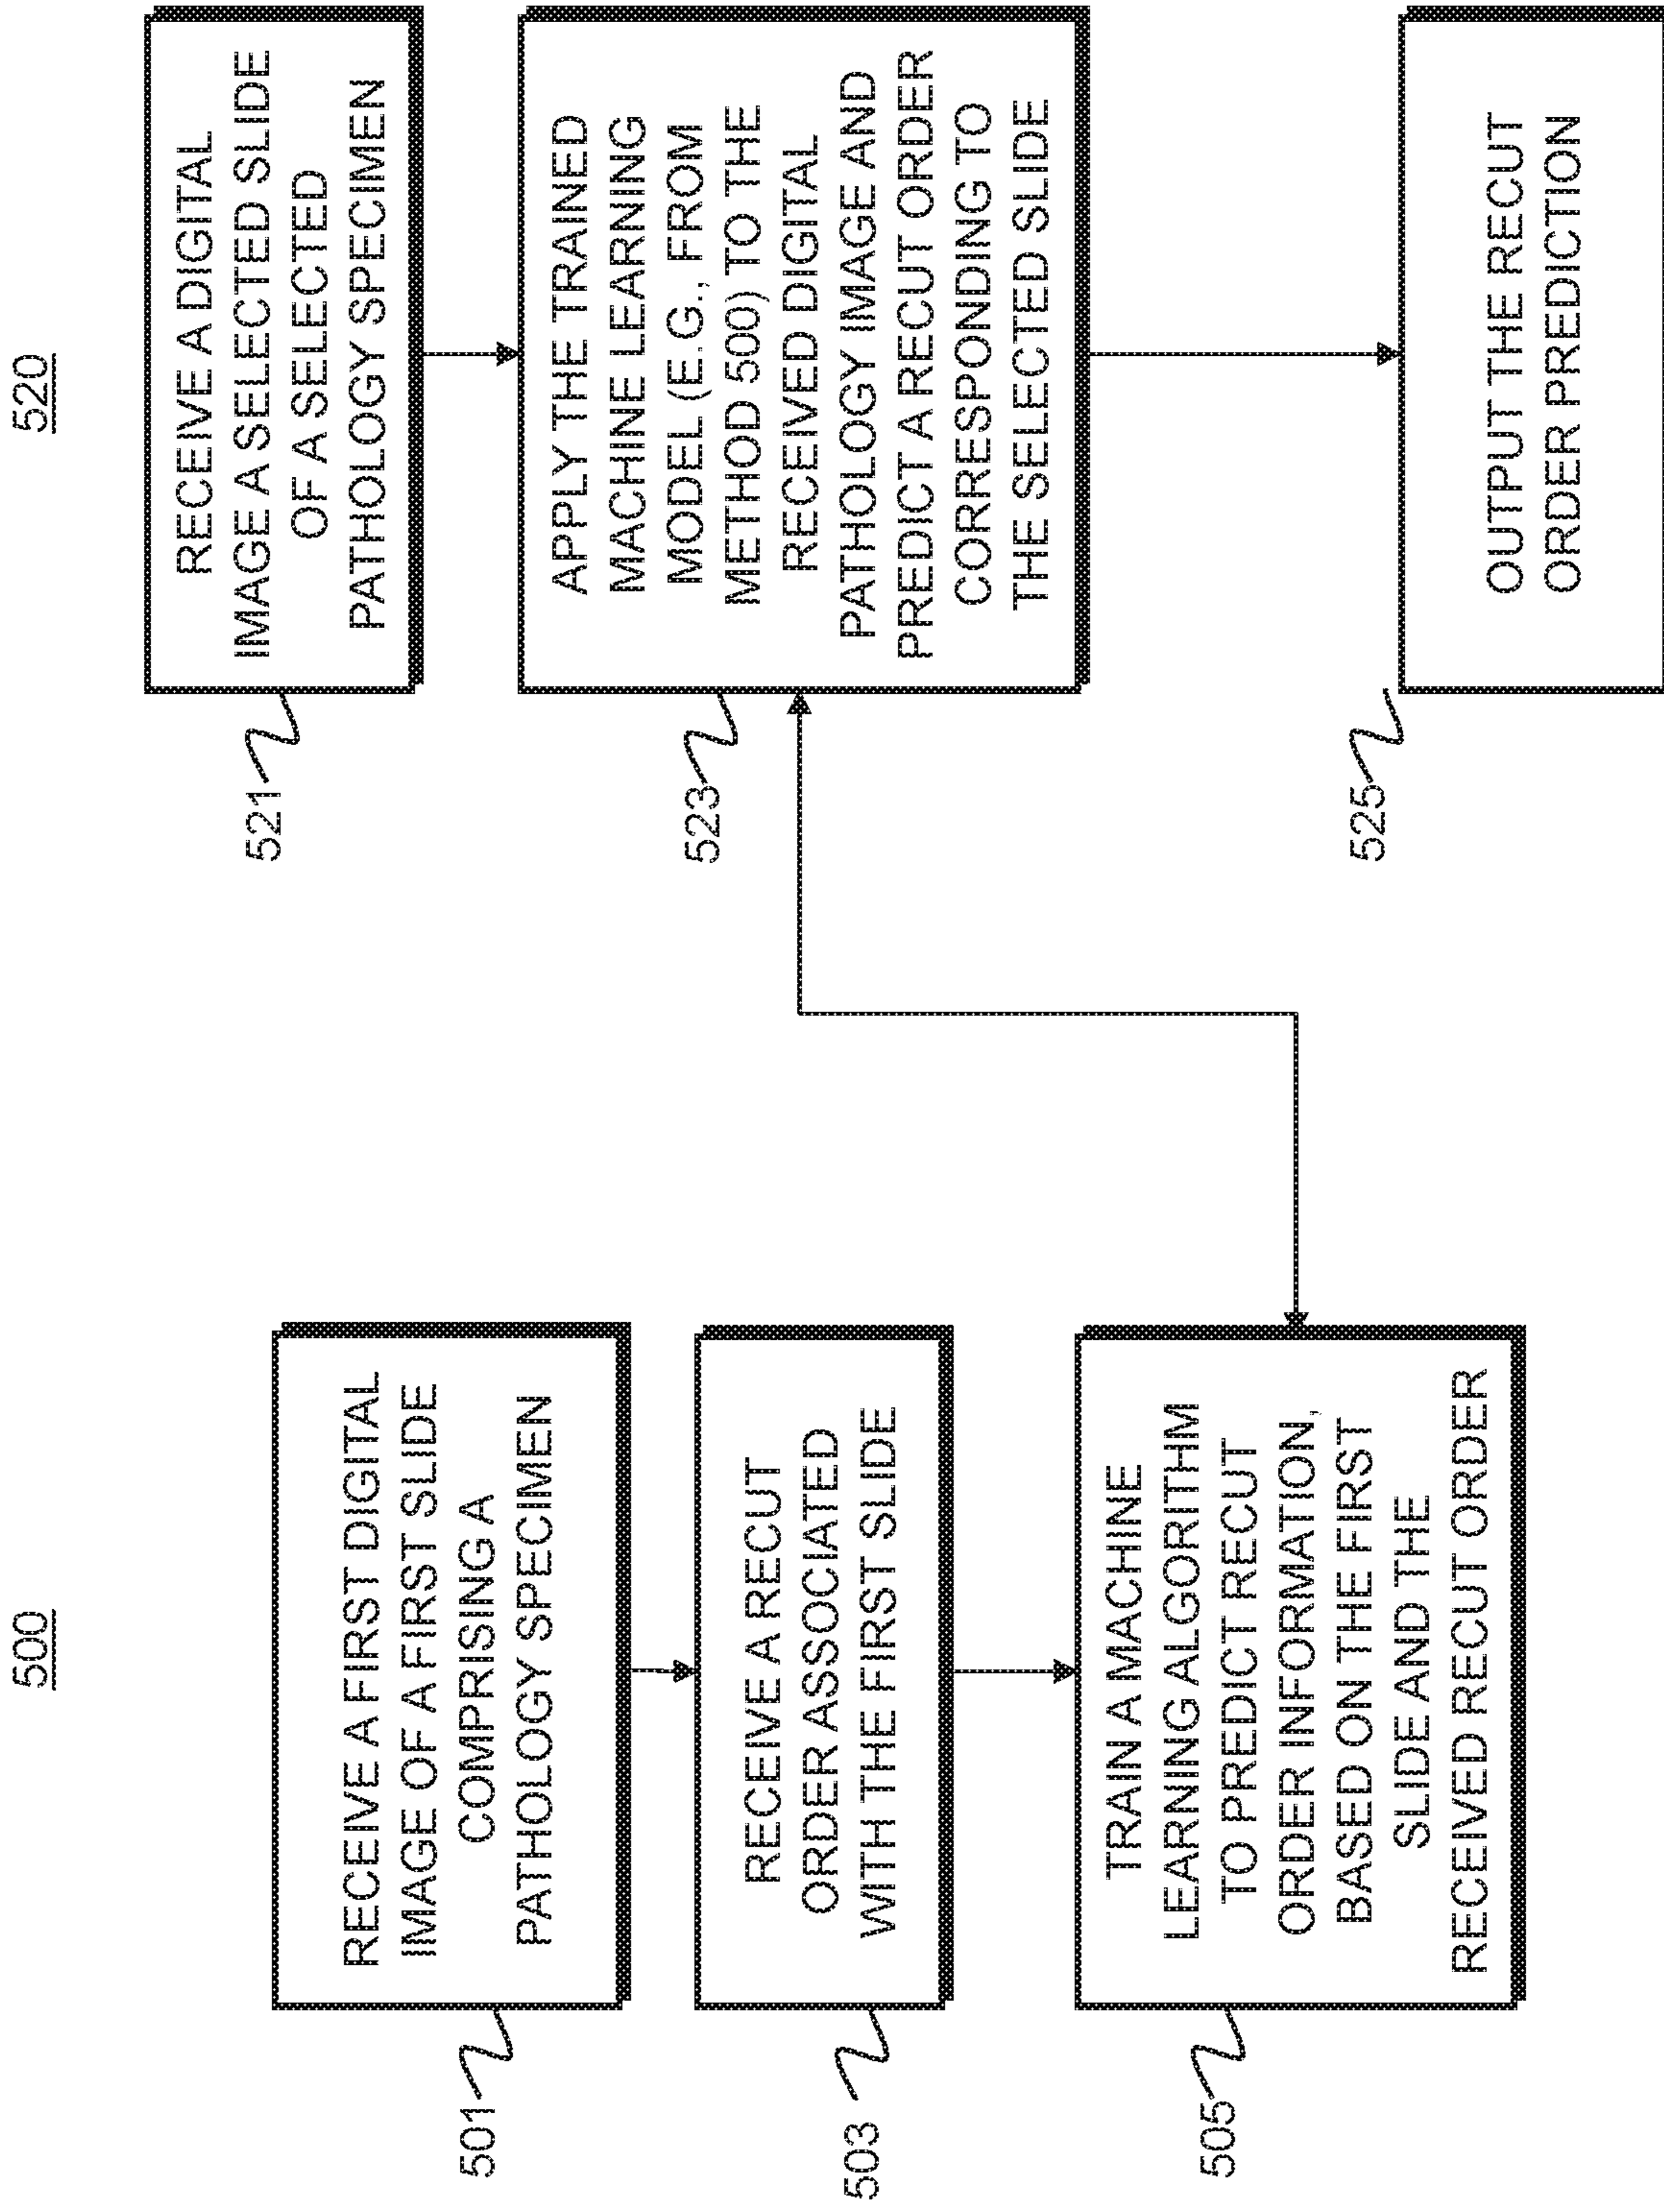 500
501
RECEIVE A FIRST DIGITAL
IMAGE OF A FIRST SLIDE
COMPRISING A
PATHOLOGY SPECIMEN
503
RECEIVE A RECUT
ORDER ASSOCIATED
WITH THE FIRST SLIDE
505
TRAIN A MACHINE
LEARNING ALGORITHM
TO PREDICT RECUT
ORDER INFORMATION,
BASED ON THE FIRST
SLIDE AND THE
RECEIVED RECUT ORDER
520
521
RECEIVE A DIGITAL
IMAGE A SELECTED SLIDE
OF A SELECTED
PATHOLOGY SPECIMEN
523
APPLY THE TRAINED
MACHINE LEARNING
MODEL (E.G., FROM
METHOD 500) TO THE
RECEIVED DIGITAL
PATHOLOGY IMAGE AND
PREDICT A RECUT ORDER
CORRESPONDING TO
THE SELECTED SLIDE
525
OUTPUT THE RECUT
ORDER PREDICTION